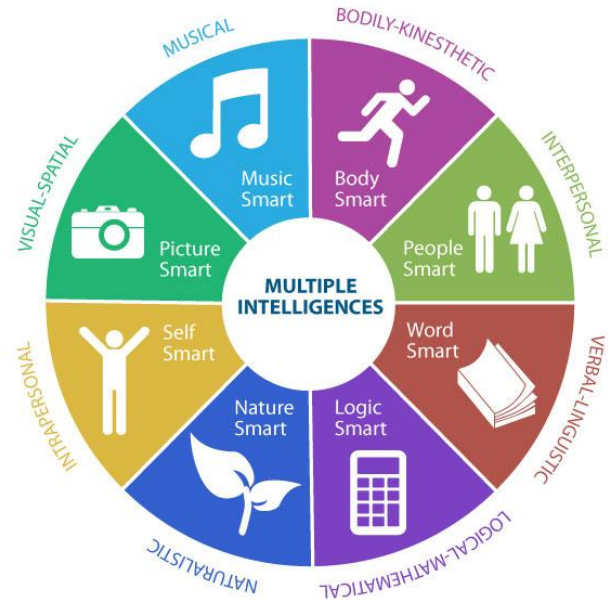 MUSICAL
BODILY-KINESTHETIC
VISUAL-SPATIAL
INTERPERSONAL
Music
Smart
Body
Smart
Picture
Smart
People
Smart
MULTIPLE
INTELLIGENCES
Self
Smart
Word
Smart
Nature
Smart
Logic
Smart
INTRAPERSONAL
VERBAL-LINGUISTIC
NATURALISTIC
LOGICAL-MATHEMATICAL